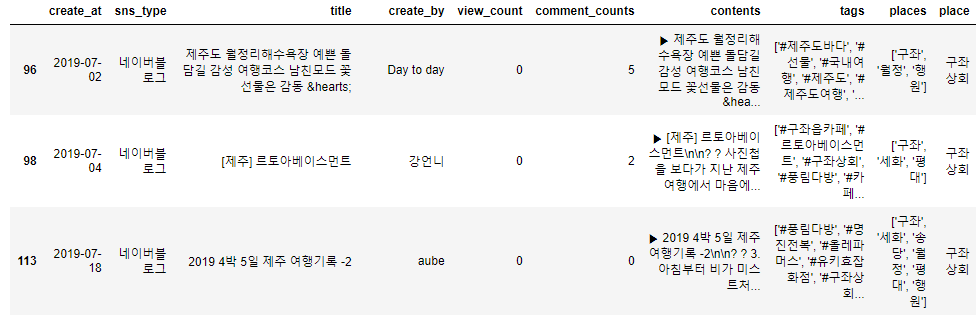 create_at sns_type title create_by view_count comment_counts contents tags places place
96 2019-07-02 네이버블로그 제주도 월정리해수욕장 예쁜 돌담길 감성 여행코스 남친모드 꽃선물은 감동 &hearts; Day to day 0 5 ▶ 제주도 월정리해수욕장 예쁜 돌담길 감성 여행코스 남친모드 꽃선물은 감동 &hea... ['#제주도바다', '#선물', '#국내여행', '#제주도', '#제주도여행', '... ['구좌', '월정', '행원'] 구좌상회
98 2019-07-04 네이버블로그 [제주] 르토아베이스먼트 강언니 0 2 ▶ [제주] 르토아베이스먼트\n\n? ? 사진첩을 보다가 지난 제주여행에서 마음에... ['#구좌읍카페', '#르토아베이스먼트', '#구좌상회', '#풍림다방', '#카페... ['구좌', '세화', '평대'] 구좌상회
113 2019-07-18 네이버블로그 2019 4박 5일 제주 여행기록 -2 aube 0 0 ▶ 2019 4박 5일 제주여행기록 -2\n\n? ? 3. 아침부터 비가 미스트처... ['#풍림다방', '#명진전복', '#올레파머스', '#유키효잡화점', '#구좌상회... ['구좌', '세화', '송당', '월정', '평대', '행원'] 구좌상회